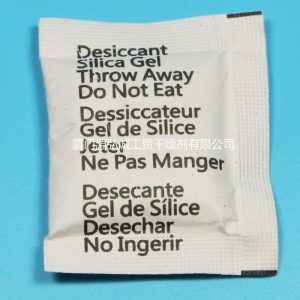 Desiccant
Silica Gel
Throw Away
Do Not Eat
Dessiccateur
Gel de Silice
Ne Pas Manger
Desecante
Gel de Sílice
Desechar
No Ingerir